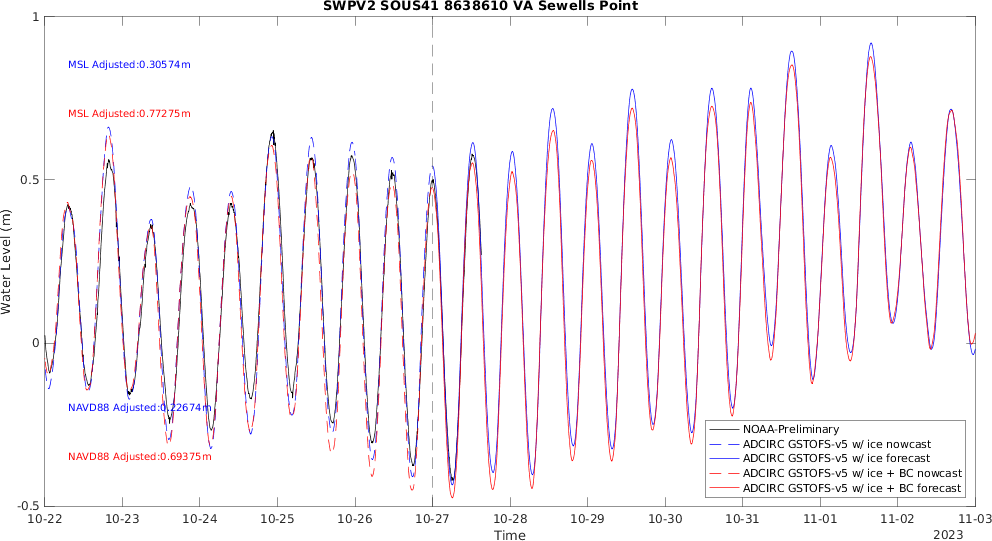 SWPV2 SOUS41 8638610 VA Sewells Point
MSL Adjusted:0.30574m
MSL Adjusted:0.77275m
NAVD88 Adjusted:0.22674m
NAVD88 Adjusted:0.69375m
Water Level (m)
1
0.5
0
-0.5
NOAA-Preliminary
ADCIRC GSTOFS-v5 w/ ice nowcast
ADCIRC GSTOFS-v5 w/ ice forecast
ADCIRC GSTOFS-v5 w/ ice + BC nowcast
ADCIRC GSTOFS-v5 w/ ice + BC forecast
10-22 10-23 10-24 10-25 10-26 10-27 10-28 10-29 10-30 10-31 11-01 11-02 11-03
Time
2023